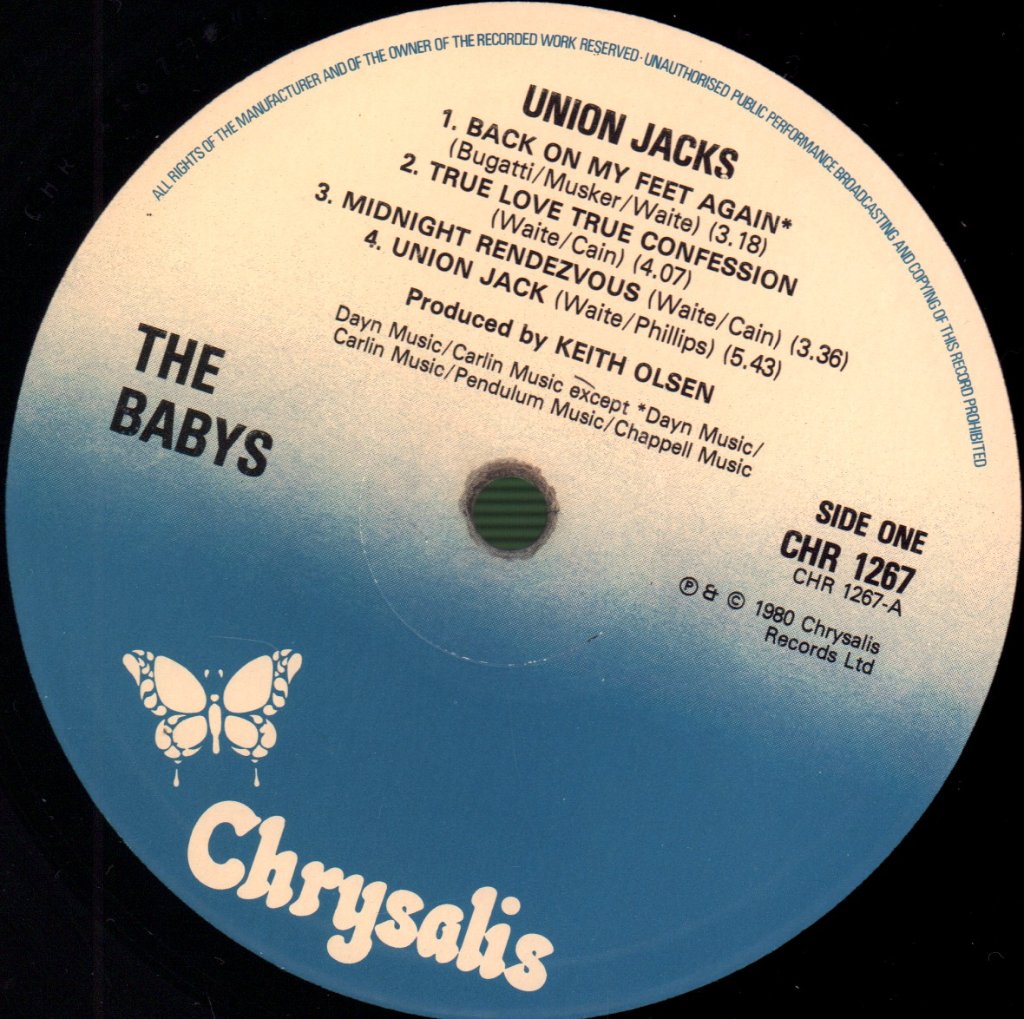 ALL RIGHTS OF THE MANUFACTURER AND OF THE OWNER OF THE RECORDED WORK RESERVED · UNAUTHORISED PUBLIC PERFORMANCE BROADCASTING AND COPYING OF THIS RECORD PROHIBITED
UNION JACKS
1. BACK ON MY FEET AGAIN*
(Bugatti/Musker/Waite) (3.18)
2. TRUE LOVE TRUE CONFESSION
(Waite/Cain) (4.07)
3. MIDNIGHT RENDEZVOUS (Waite/Cain) (3.36)
4. UNION JACK (Waite/Phillips) (5.43)
Produced by KEITH OLSEN
Dayn Music/Carlin Music except *Dayn Music/
Carlin Music/Pendulum Music/Chappell Music
THE
BABYS
SIDE ONE
CHR 1267
CHR 1267-A
℗ & © 1980 Chrysalis
Records Ltd
Chrysalis